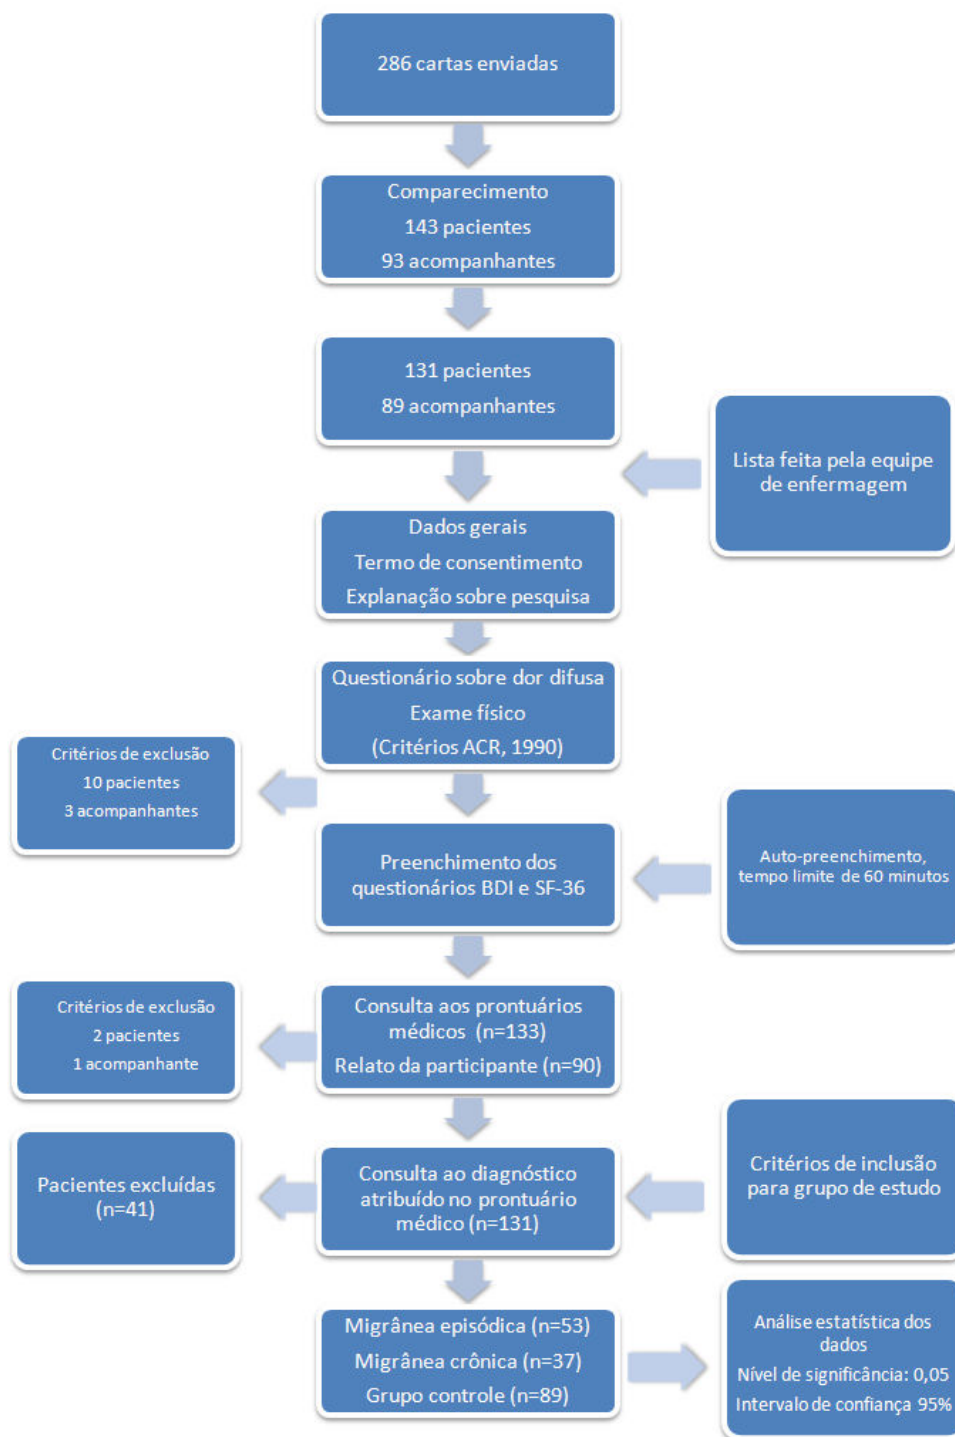 286 cartas enviadas
Comparecimento
143 pacientes
93 acompanhantes
131 pacientes
89 acompanhantes
Lista feita pela equipe
de enfermagem
Dados gerais
Termo de consentimento
Explanação sobre pesquisa
Questionário sobre dor difusa
Exame físico
(Critérios ACR, 1990)
Critérios de exclusão
10 pacientes
3 acompanhantes
Preenchimento dos
questionários BDI e SF-36
Auto-preenchimento,
tempo limite de 60 minutos
Consulta aos prontuários
médicos (n=133)
Relato da participante (n=90)
Critérios de exclusão
2 pacientes
1 acompanhante
Consulta ao diagnóstico
atribuído no prontuário
médico (n=131)
Critérios de inclusão
para grupo de estudo
Pacientes excluídas
(n=41)
Migrânea episódica (n=53)
Migrânea crônica (n=37)
Grupo controle (n=89)
Análise estatística dos
dados
Nível de significância: 0,05
Intervalo de confiança 95%